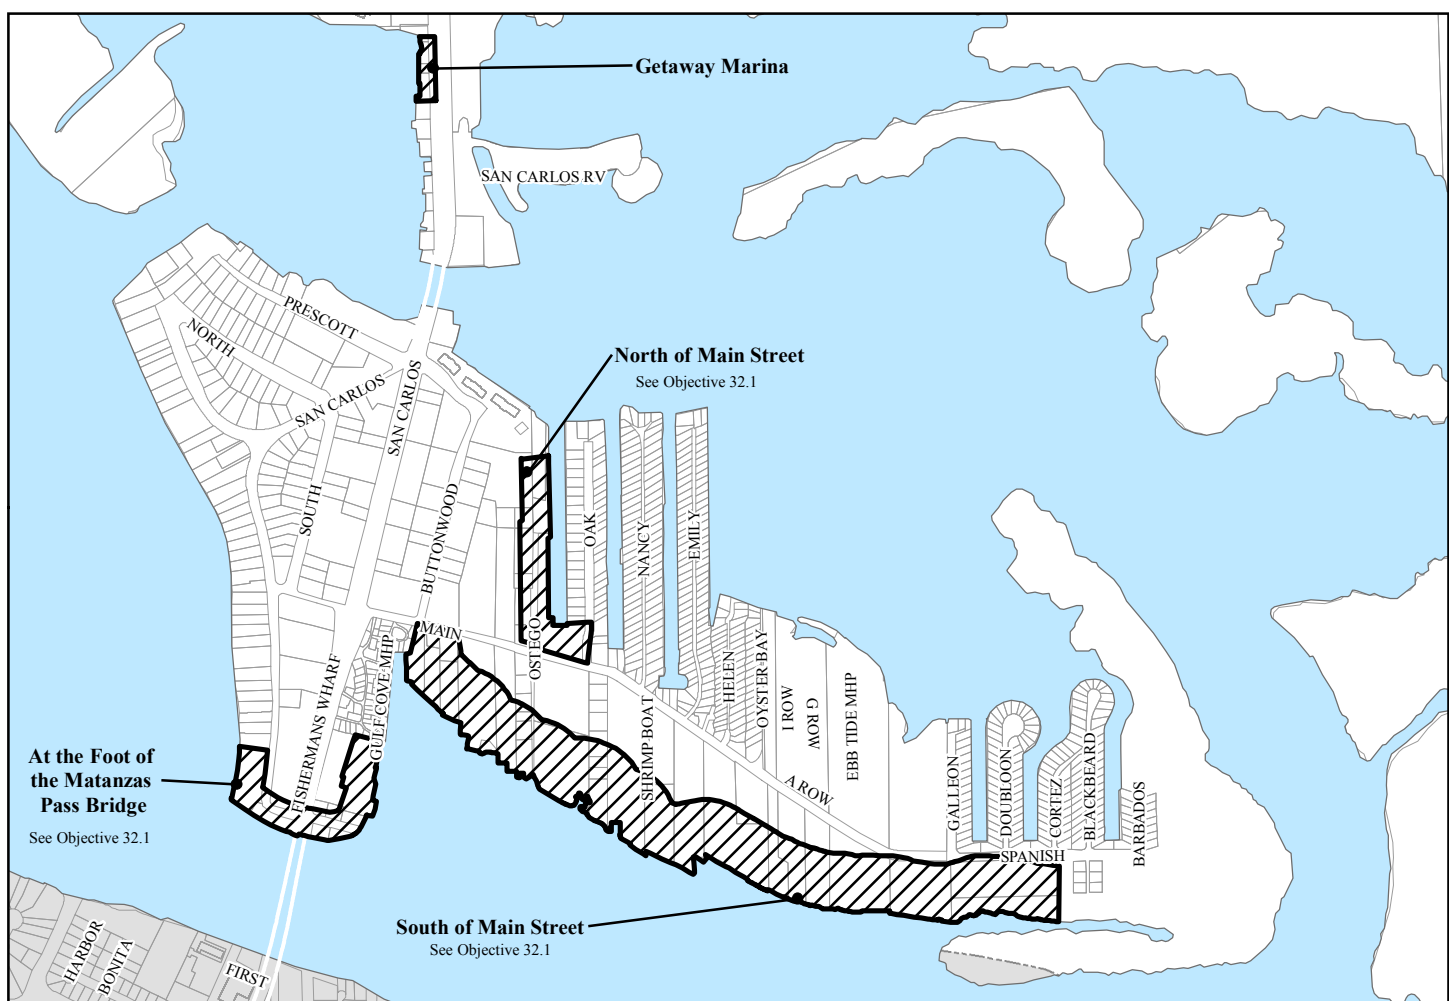 Getaway Marina
SAN CARLOS RV
PRESCOTT
NORTH
SAN CARLOS
SAN CARLOS
North of Main Street
See Objective 32.1
SOUTH
BUTTONWOOD
OAK
NANCY
EMILY
MAIN
OSTEGO
GULF COVE MHP
FISHERMANS WHARF
HELEN
OYSTER BAY
I ROW
G ROW
EBB TIDE MHP
SHRIMP BOAT
A ROW
At the Foot of
the Matanzas
Pass Bridge
See Objective 32.1
GALLEON
DOUBLOON
CORTEZ
BLACKBEARD
BARBADOS
SPANISH
South of Main Street
See Objective 32.1
HARBOR
BONITA
FIRST